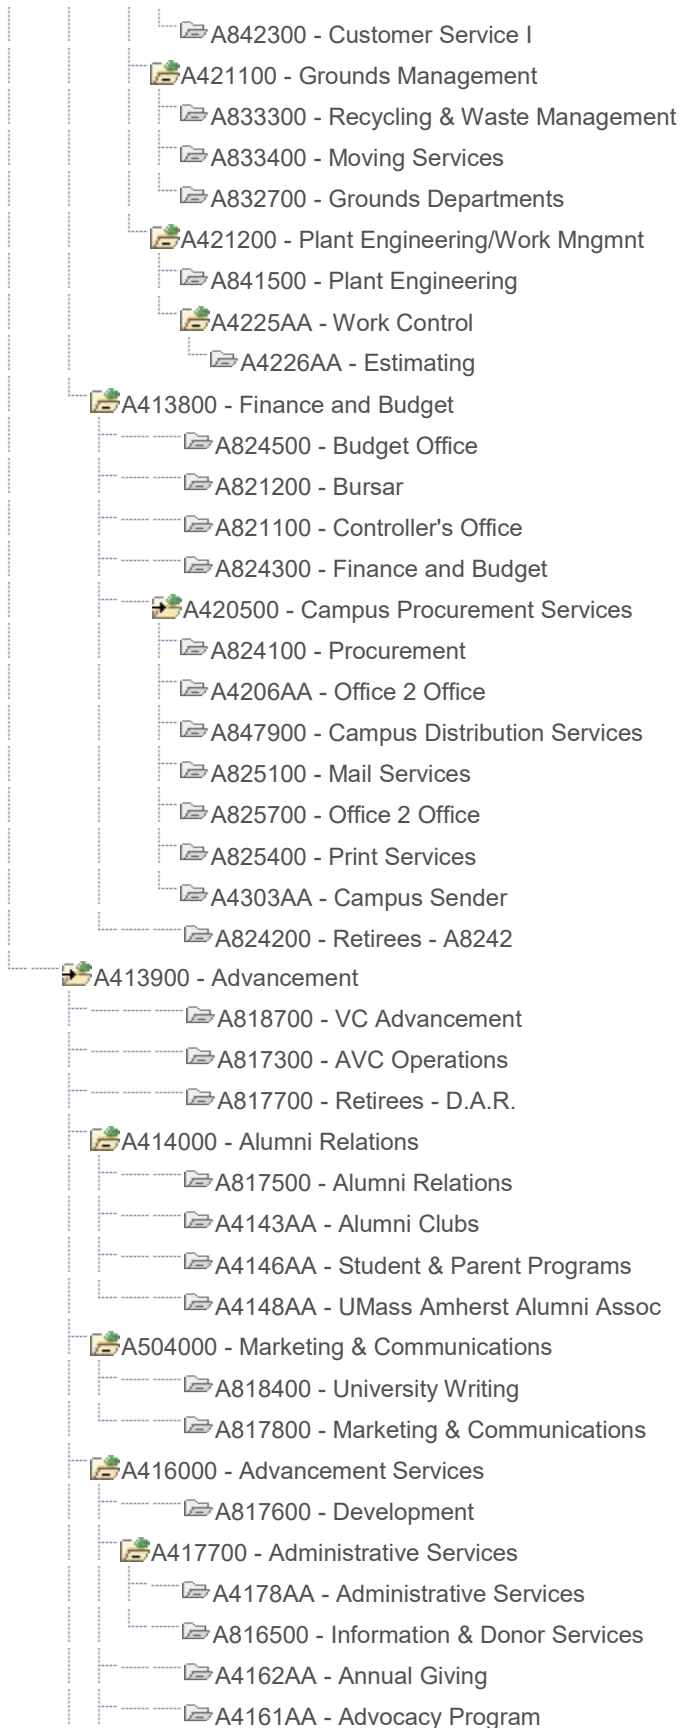 A842300 - Customer Service I
A421100 - Grounds Management
A833300 - Recycling & Waste Management
A833400 - Moving Services
A832700 - Grounds Departments
A421200 - Plant Engineering/Work Mngmnt
A841500 - Plant Engineering
A4225AA - Work Control
A4226AA - Estimating
A413800 - Finance and Budget
A824500 - Budget Office
A821200 - Bursar
A821100 - Controller's Office
A824300 - Finance and Budget
A420500 - Campus Procurement Services
A824100 - Procurement
A4206AA - Office 2 Office
A847900 - Campus Distribution Services
A825100 - Mail Services
A825700 - Office 2 Office
A825400 - Print Services
A4303AA - Campus Sender
A824200 - Retirees - A8242
A413900 - Advancement
A818700 - VC Advancement
A817300 - AVC Operations
A817700 - Retirees - D.A.R.
A414000 - Alumni Relations
A817500 - Alumni Relations
A4143AA - Alumni Clubs
A4146AA - Student & Parent Programs
A4148AA - UMass Amherst Alumni Assoc
A504000 - Marketing & Communications
A818400 - University Writing
A817800 - Marketing & Communications
A416000 - Advancement Services
A817600 - Development
A417700 - Administrative Services
A4178AA - Administrative Services
A816500 - Information & Donor Services
A4162AA - Annual Giving
A4161AA - Advocacy Program